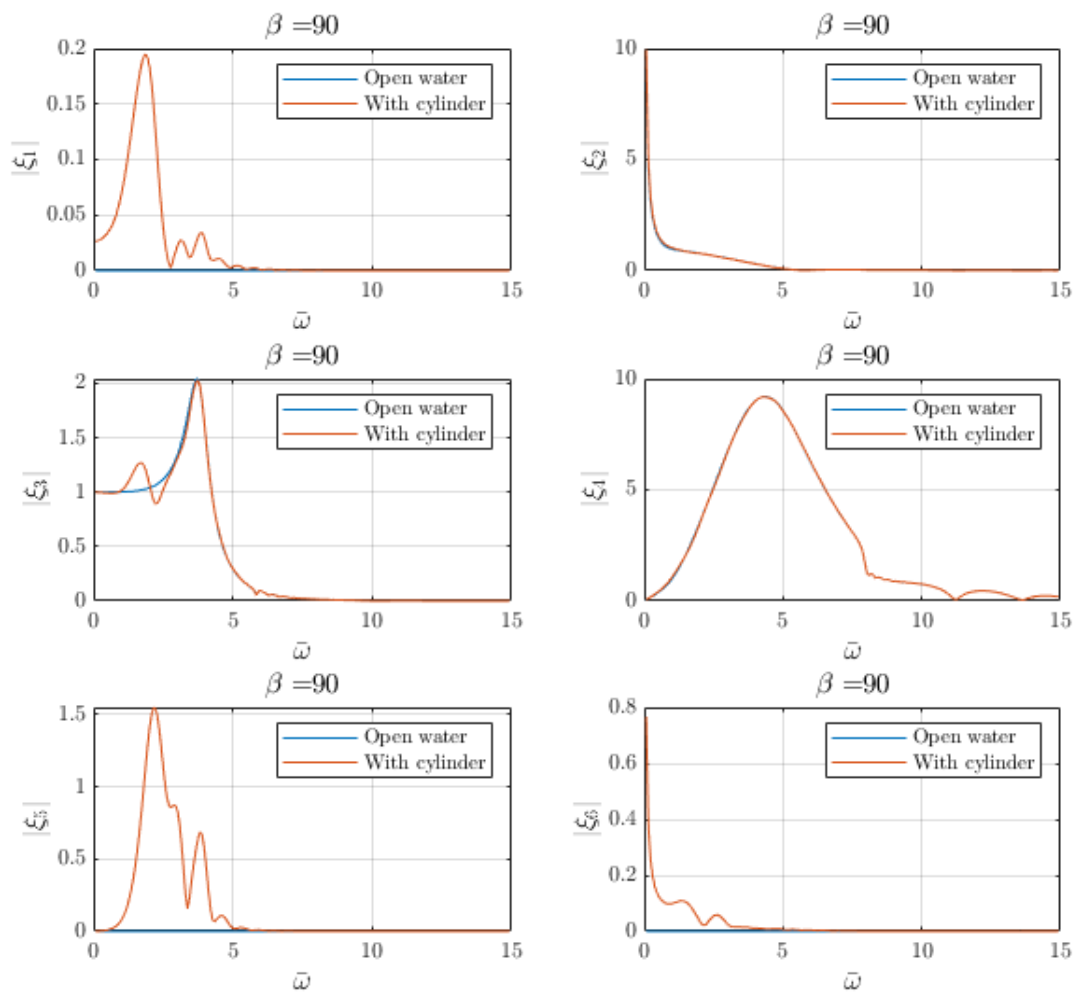 β =90
0.2
0.15
0.1
0.05
0
|ξ₁|
Open water
With cylinder
0 5 10 15
ω̄
β =90
10
5
0
|ξ₂|
Open water
With cylinder
0 5 10 15
ω̄
β =90
2
1.5
1
0.5
0
|ξ₃|
Open water
With cylinder
0 5 10 15
ω̄
β =90
10
5
0
|ξ₄|
Open water
With cylinder
0 5 10 15
ω̄
β =90
1.5
1
0.5
0
|ξ₅|
Open water
With cylinder
0 5 10 15
ω̄
β =90
0.8
0.6
0.4
0.2
0
|ξ₆|
Open water
With cylinder
0 5 10 15
ω̄